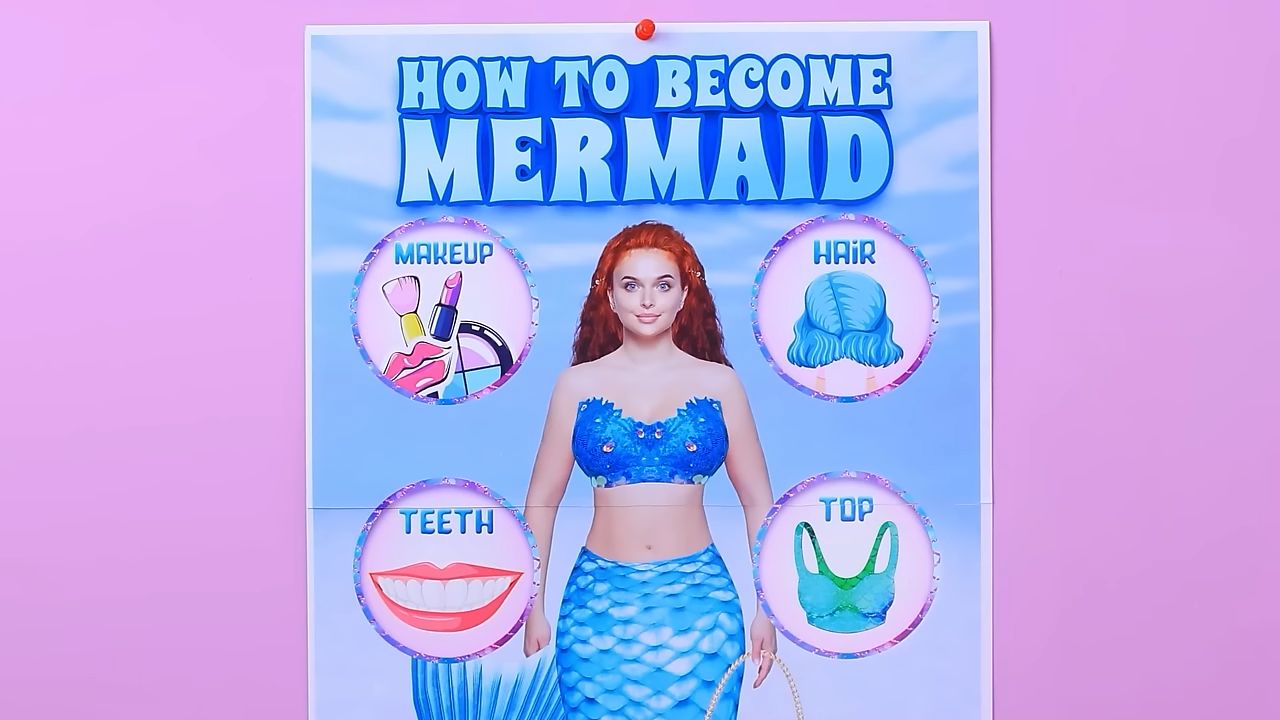 HOW TO BECOME
MERMAID
MAKEUP
HAiR
TEETH
TOP